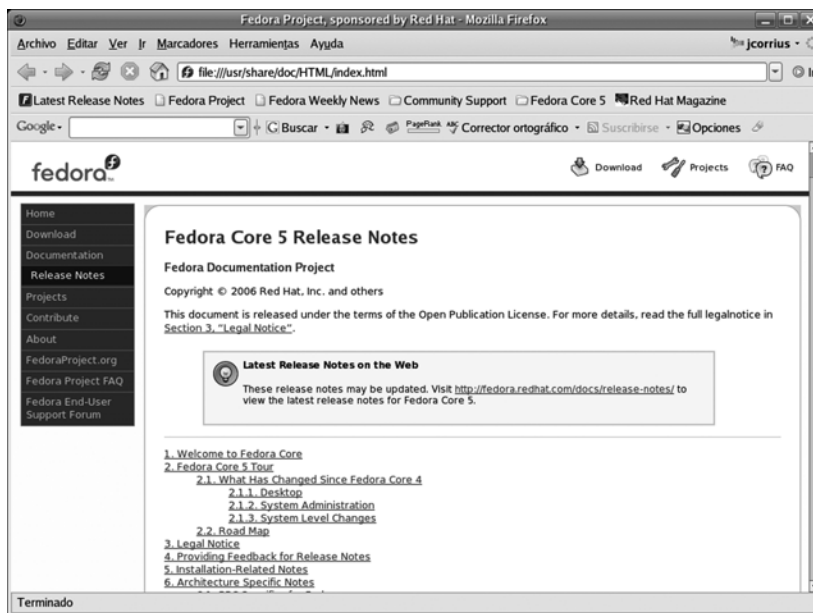 Fedora Project, sponsored by Red Hat - Mozilla Firefox
Archivo Editar Ver Ir Marcadores Herramientas Ayuda jcorrius
file:///usr/share/doc/HTML/index.html
Latest Release Notes Fedora Project Fedora Weekly News Community Support Fedora Core 5 Red Hat Magazine
Google Buscar PageRank ABC Corrector ortográfico Suscribirse Opciones
fedora™ Download Projects FAQ
Home
Download
Documentation
Release Notes
Projects
Contribute
About
FedoraProject.org
Fedora Project FAQ
Fedora End-User
Support Forum
Fedora Core 5 Release Notes
Fedora Documentation Project
Copyright © 2006 Red Hat, Inc. and others
This document is released under the terms of the Open Publication License. For more details, read the full legalnotice in
Section 3, “Legal Notice”.
Latest Release Notes on the Web
These release notes may be updated. Visit http://fedora.redhat.com/docs/release-notes/ to
view the latest release notes for Fedora Core 5.
1. Welcome to Fedora Core
2. Fedora Core 5 Tour
2.1. What Has Changed Since Fedora Core 4
2.1.1. Desktop
2.1.2. System Administration
2.1.3. System Level Changes
2.2. Road Map
3. Legal Notice
4. Providing Feedback for Release Notes
5. Installation-Related Notes
6. Architecture Specific Notes
Terminado